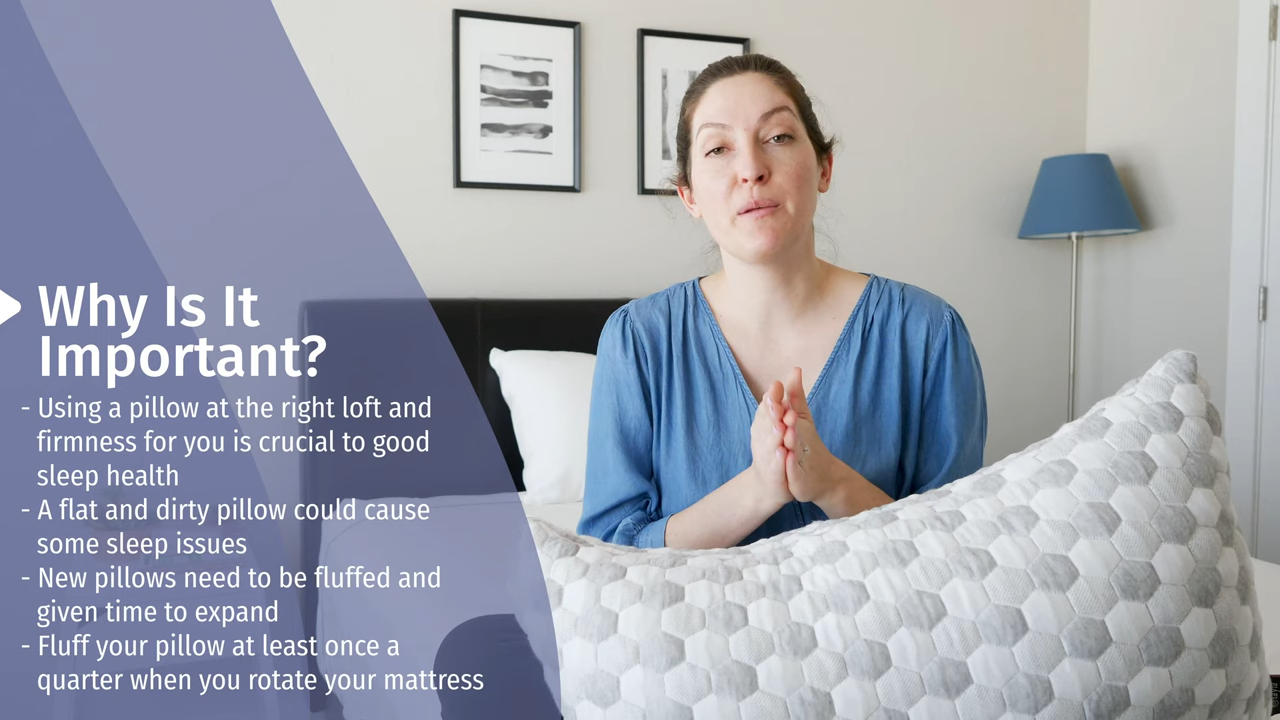 Why Is It
Important?
- Using a pillow at the right loft and
firmness for you is crucial to good
sleep health
- A flat and dirty pillow could cause
some sleep issues
- New pillows need to be fluffed and
given time to expand
- Fluff your pillow at least once a
quarter when you rotate your mattress